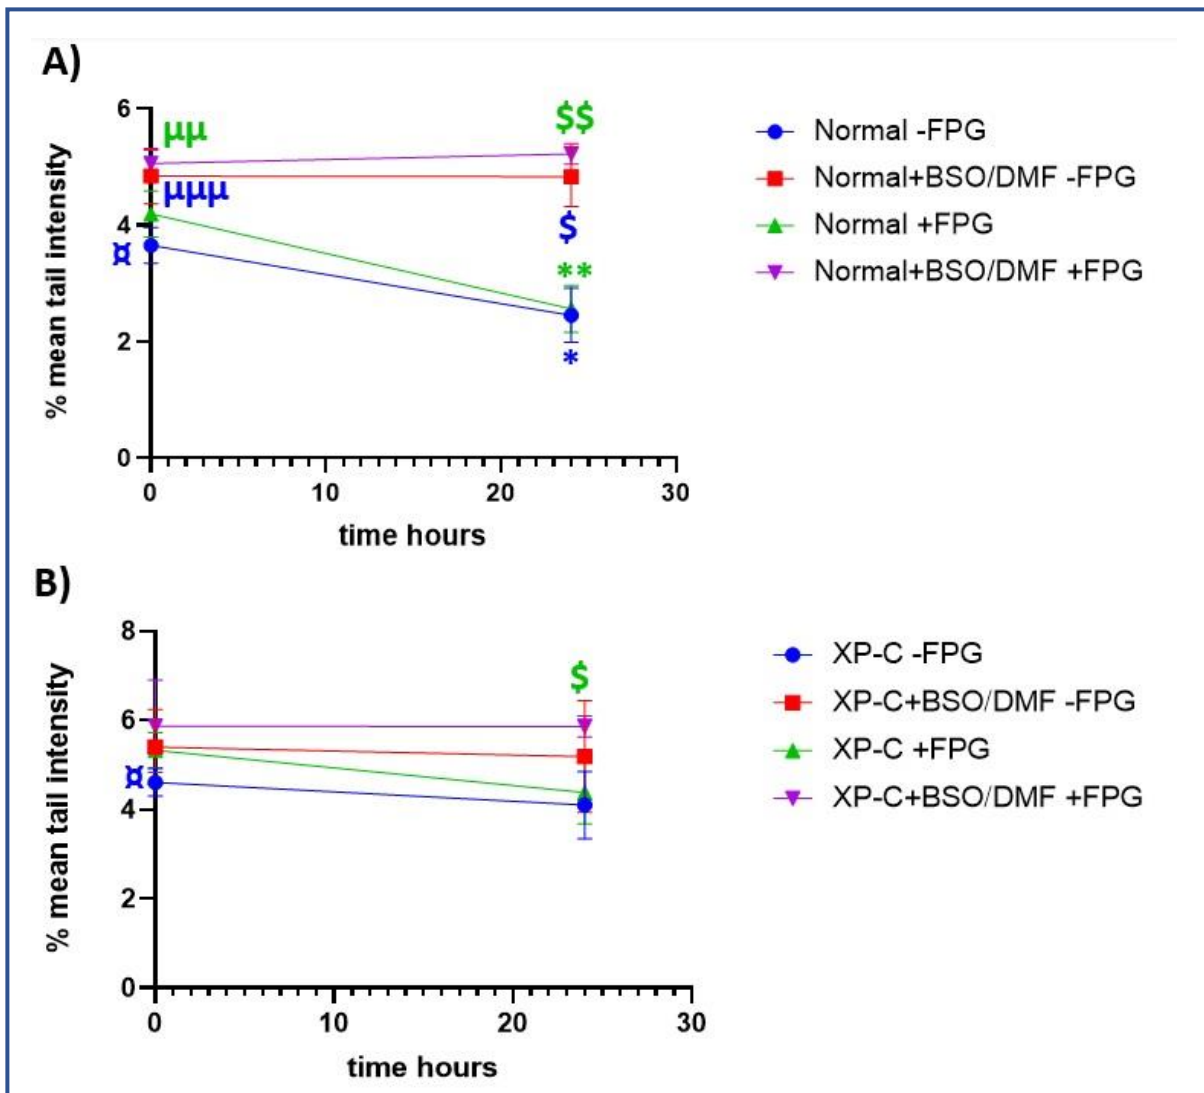 A)
6
4
2
0
% mean tail intensity
µµ
µµµ
¤
$$
$
**
*
0 10 20 30
time hours
Normal -FPG
Normal+BSO/DMF -FPG
Normal +FPG
Normal+BSO/DMF +FPG
B)
8
6
4
2
0
% mean tail intensity
¤
$
0 10 20 30
time hours
XP-C -FPG
XP-C+BSO/DMF -FPG
XP-C +FPG
XP-C+BSO/DMF +FPG